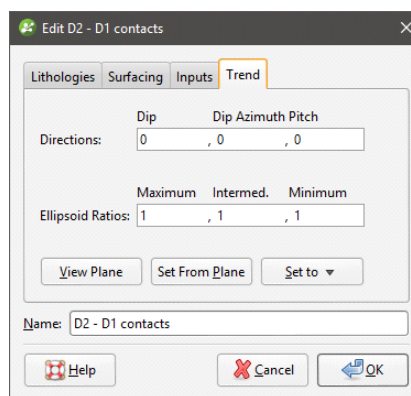 Edit D2 - D1 contacts
Lithologies Surfacing Inputs Trend
Dip Dip Azimuth Pitch
Directions: 0 , 0 , 0
Maximum Intermed. Minimum
Ellipsoid Ratios: 1 , 1 , 1
View Plane Set From Plane Set to
Name: D2 - D1 contacts
Help Cancel OK